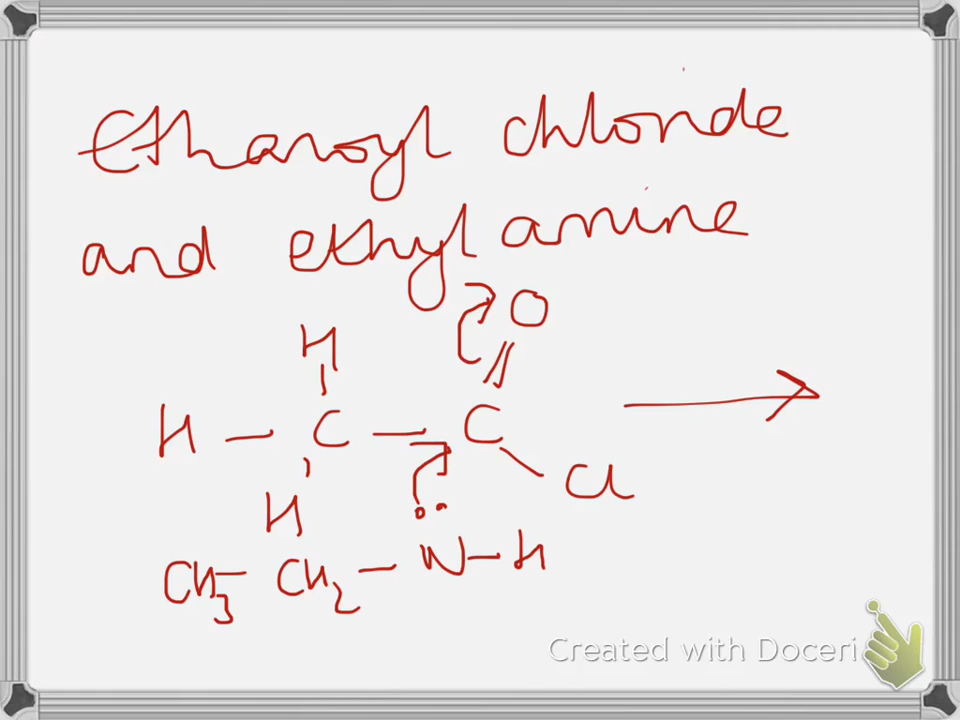 Ethanoyl chloride
and ethylamine
O
H
H C C
Cl
H
CH3 CH2 N H
Created with Doceri